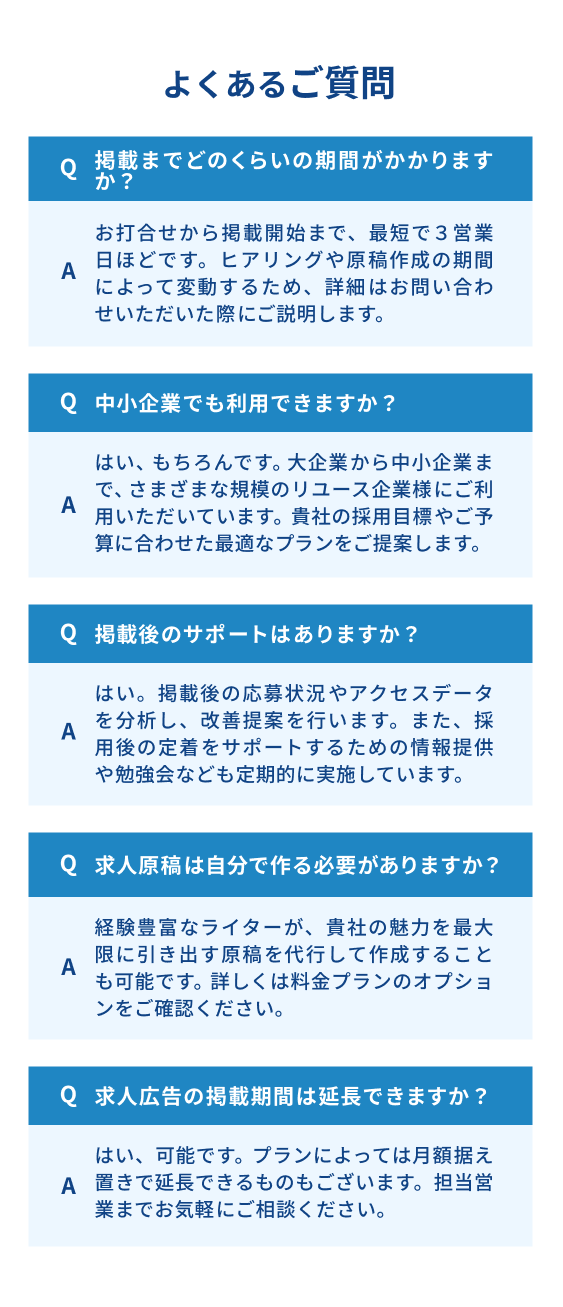 よくあるご質問
Q 掲載までどのくらいの期間がかかります
か？
A
お打合せから掲載開始まで、最短で３営業
日ほどです。ヒアリングや原稿作成の期間
によって変動するため、詳細はお問い合わ
せいただいた際にご説明します。
Q 中小企業でも利用できますか？
A
はい、もちろんです。大企業から中小企業ま
で、さまざまな規模のリユース企業様にご利
用いただいています。貴社の採用目標やご予
算に合わせた最適なプランをご提案します。
Q 掲載後のサポートはありますか？
A
はい。掲載後の応募状況やアクセスデータ
を分析し、改善提案を行います。また、採
用後の定着をサポートするための情報提供
や勉強会なども定期的に実施しています。
Q 求人原稿は自分で作る必要がありますか？
A
経験豊富なライターが、貴社の魅力を最大
限に引き出す原稿を代行して作成すること
も可能です。詳しくは料金プランのオプショ
ンをご確認ください。
Q 求人広告の掲載期間は延長できますか？
A
はい、可能です。プランによっては月額据え
置きで延長できるものもございます。担当営
業までお気軽にご相談ください。